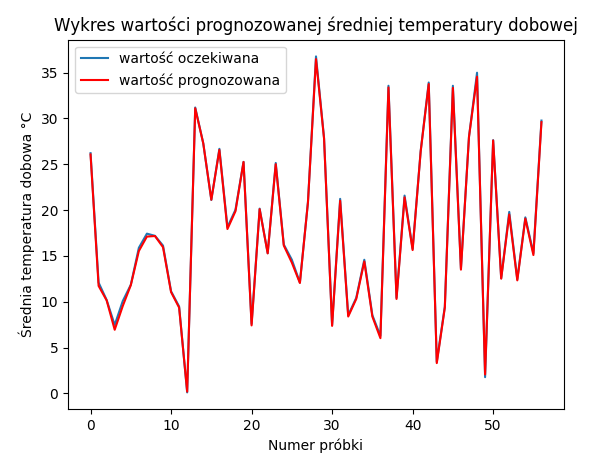 Wykres wartości prognozowanej średniej temperatury dobowej
wartość oczekiwana
wartość prognozowana
Średnia temperatura dobowa °C
35
30
25
20
15
10
5
0
0 10 20 30 40 50
Numer próbki